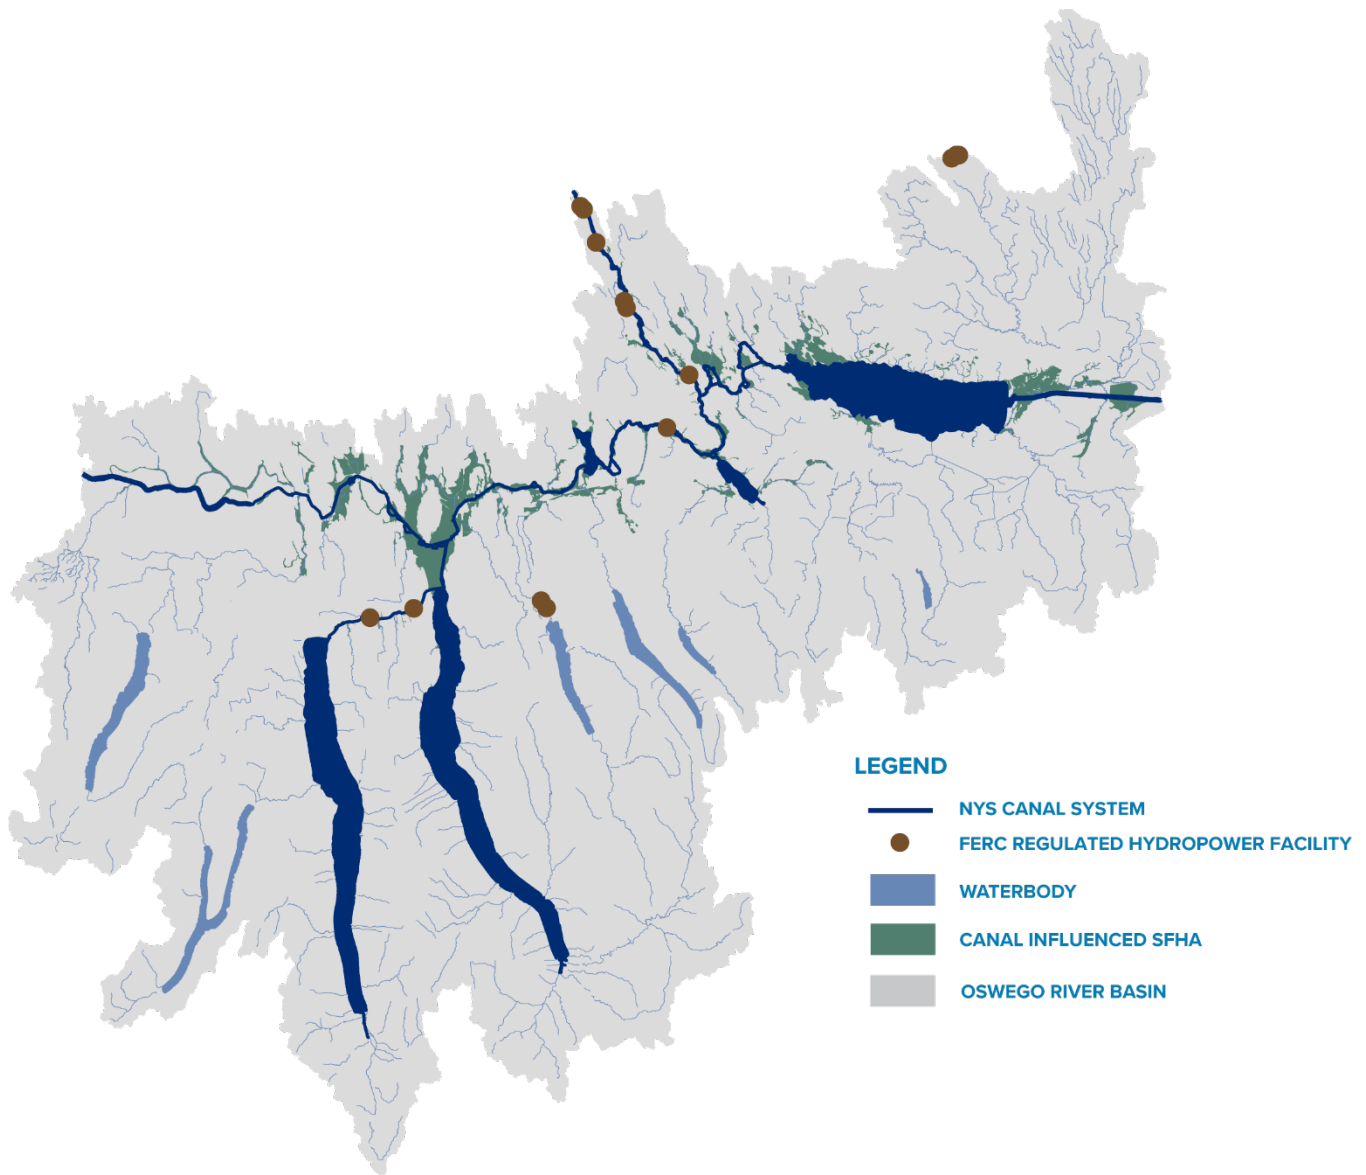 LEGEND
NYS CANAL SYSTEM
FERC REGULATED HYDROPOWER FACILITY
WATERBODY
CANAL INFLUENCED SFHA
OSWEGO RIVER BASIN